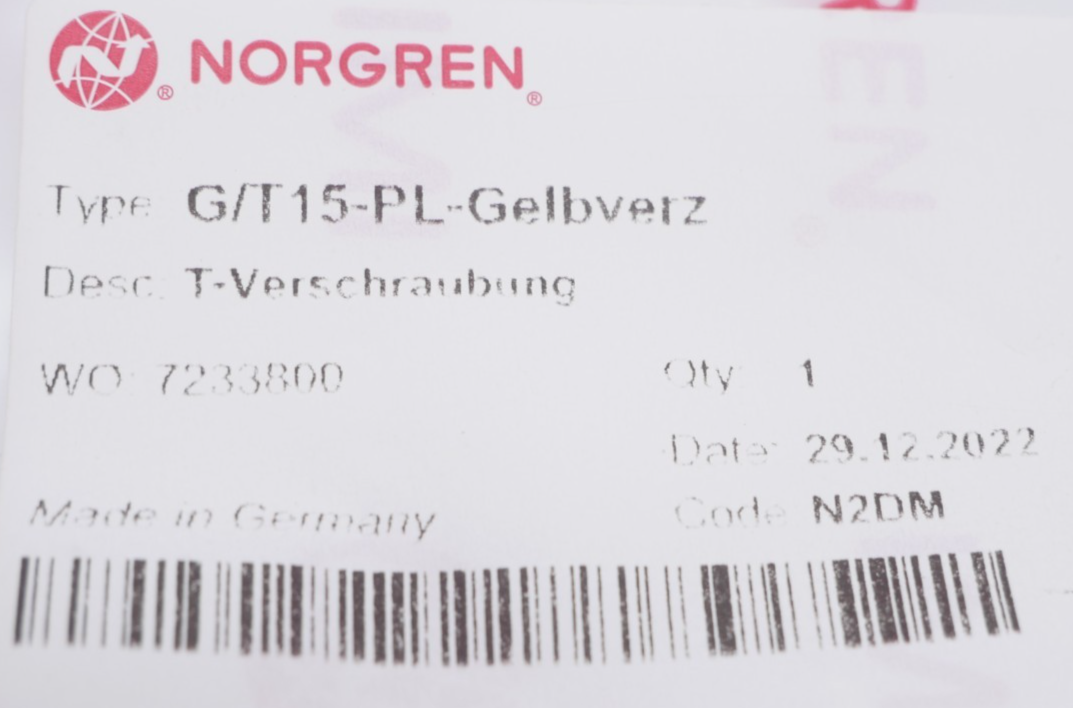 NORGREN®
Type: G/T15-PL-Gelbverz
Desc: T-Verschraubung
WO: 7233800 Qty: 1
Date: 29.12.2022
Made in Germany Code: N2DM